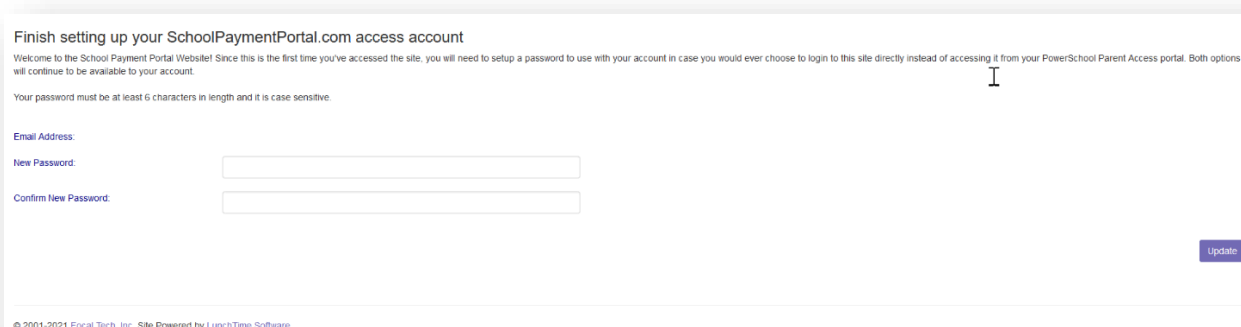 Finish setting up your SchoolPaymentPortal.com access account
Welcome to the School Payment Portal Website! Since this is the first time you've accessed the site, you will need to setup a password to use with your account in case you would ever choose to login to this site directly instead of accessing it from your PowerSchool Parent Access portal. Both options
will continue to be available to your account.
Your password must be at least 6 characters in length and it is case sensitive.
Email Address:
New Password:
Confirm New Password:
Update
© 2001-2021 Focal Tech, Inc. Site Powered by LunchTime Software